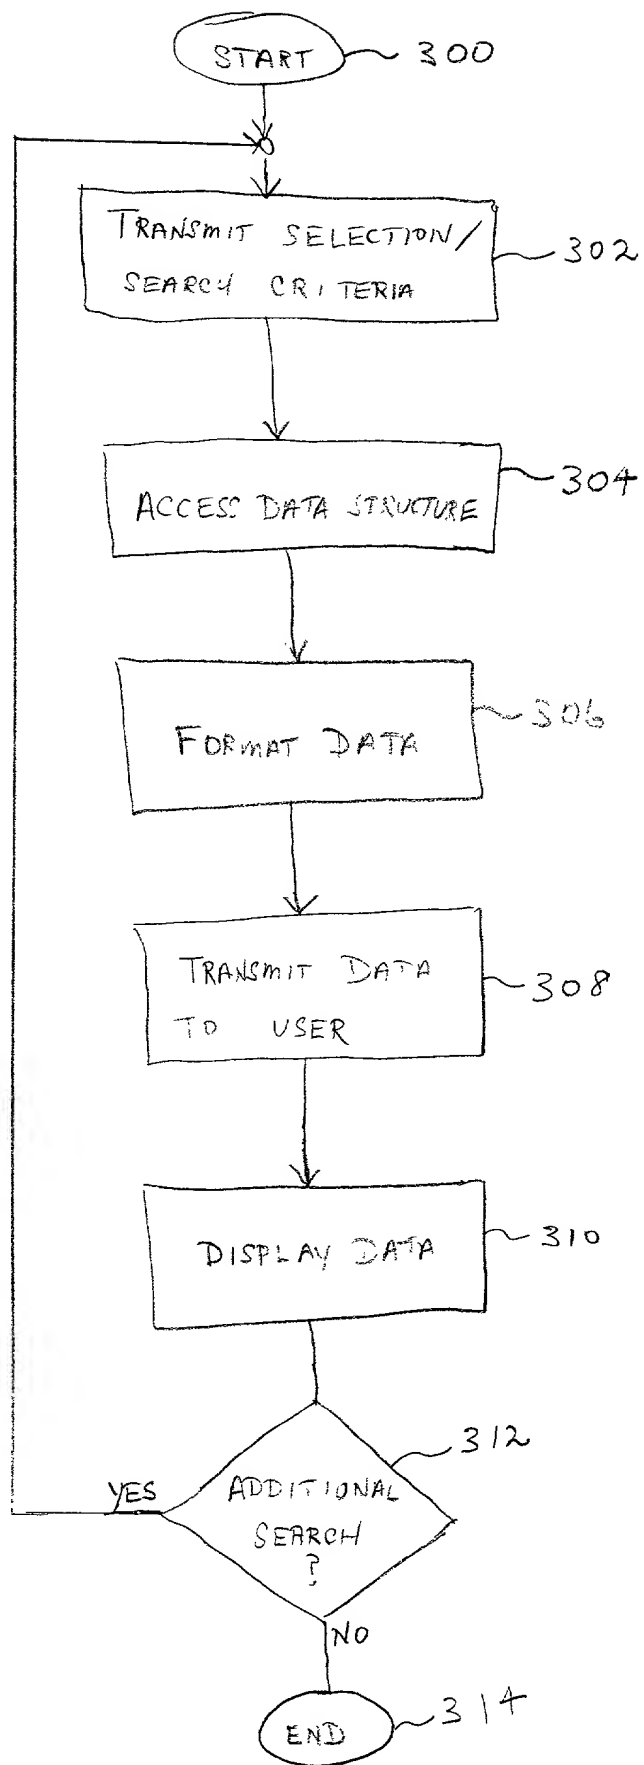 START 300
TRANSMIT SELECTION/
SEARCH CRITERIA
302
ACCESS DATA STRUCTURE
304
FORMAT DATA
306
TRANSMIT DATA
TO USER
308
DISPLAY DATA
310
312
YES
ADDITIONAL
SEARCH
?
NO
END
314